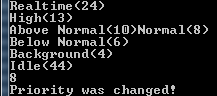 Realtime(24)
High(13)
Above Normal(10)Normal(8)
Below Normal(6)
Background(4)
Idle(44)
8
Priority was changed!